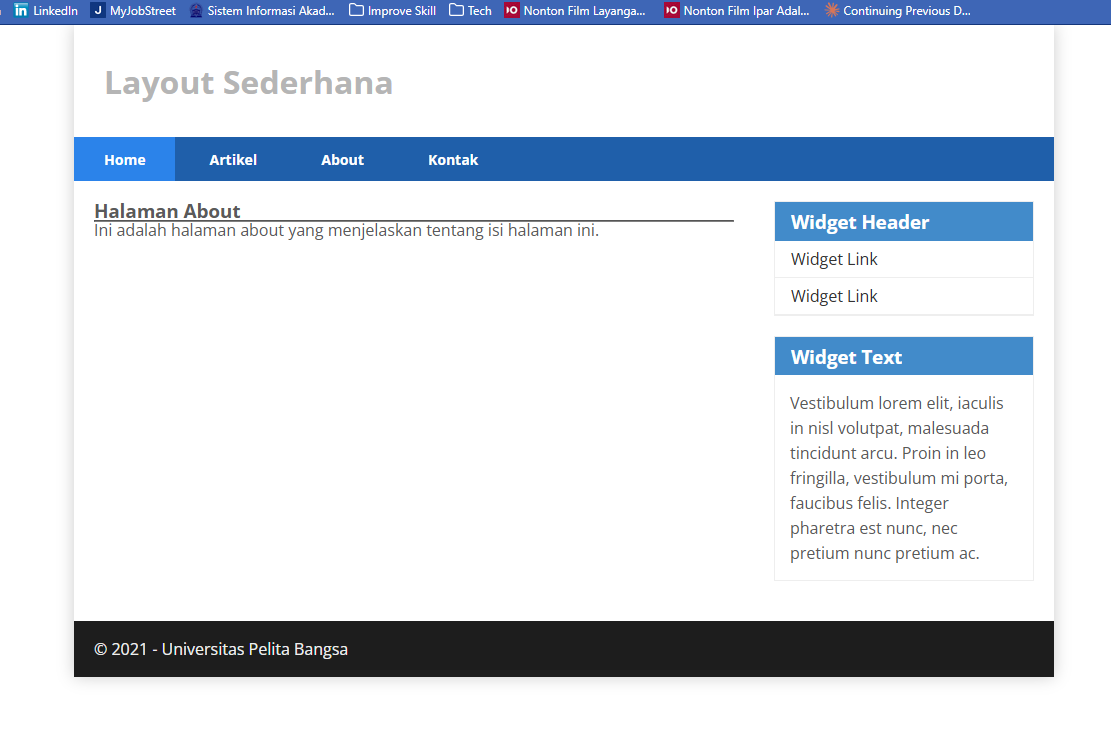 in LinkedIn J MyJobStreet Sistem Informasi Akad... Improve Skill Tech IO Nonton Film Layanga... IO Nonton Film Ipar Adal... Continuing Previous D...
Layout Sederhana
Home Artikel About Kontak
Halaman About
Ini adalah halaman about yang menjelaskan tentang isi halaman ini.
Widget Header
Widget Link
Widget Link
Widget Text
Vestibulum lorem elit, iaculis
in nisl volutpat, malesuada
tincidunt arcu. Proin in leo
fringilla, vestibulum mi porta,
faucibus felis. Integer
pharetra est nunc, nec
pretium nunc pretium ac.
© 2021 - Universitas Pelita Bangsa